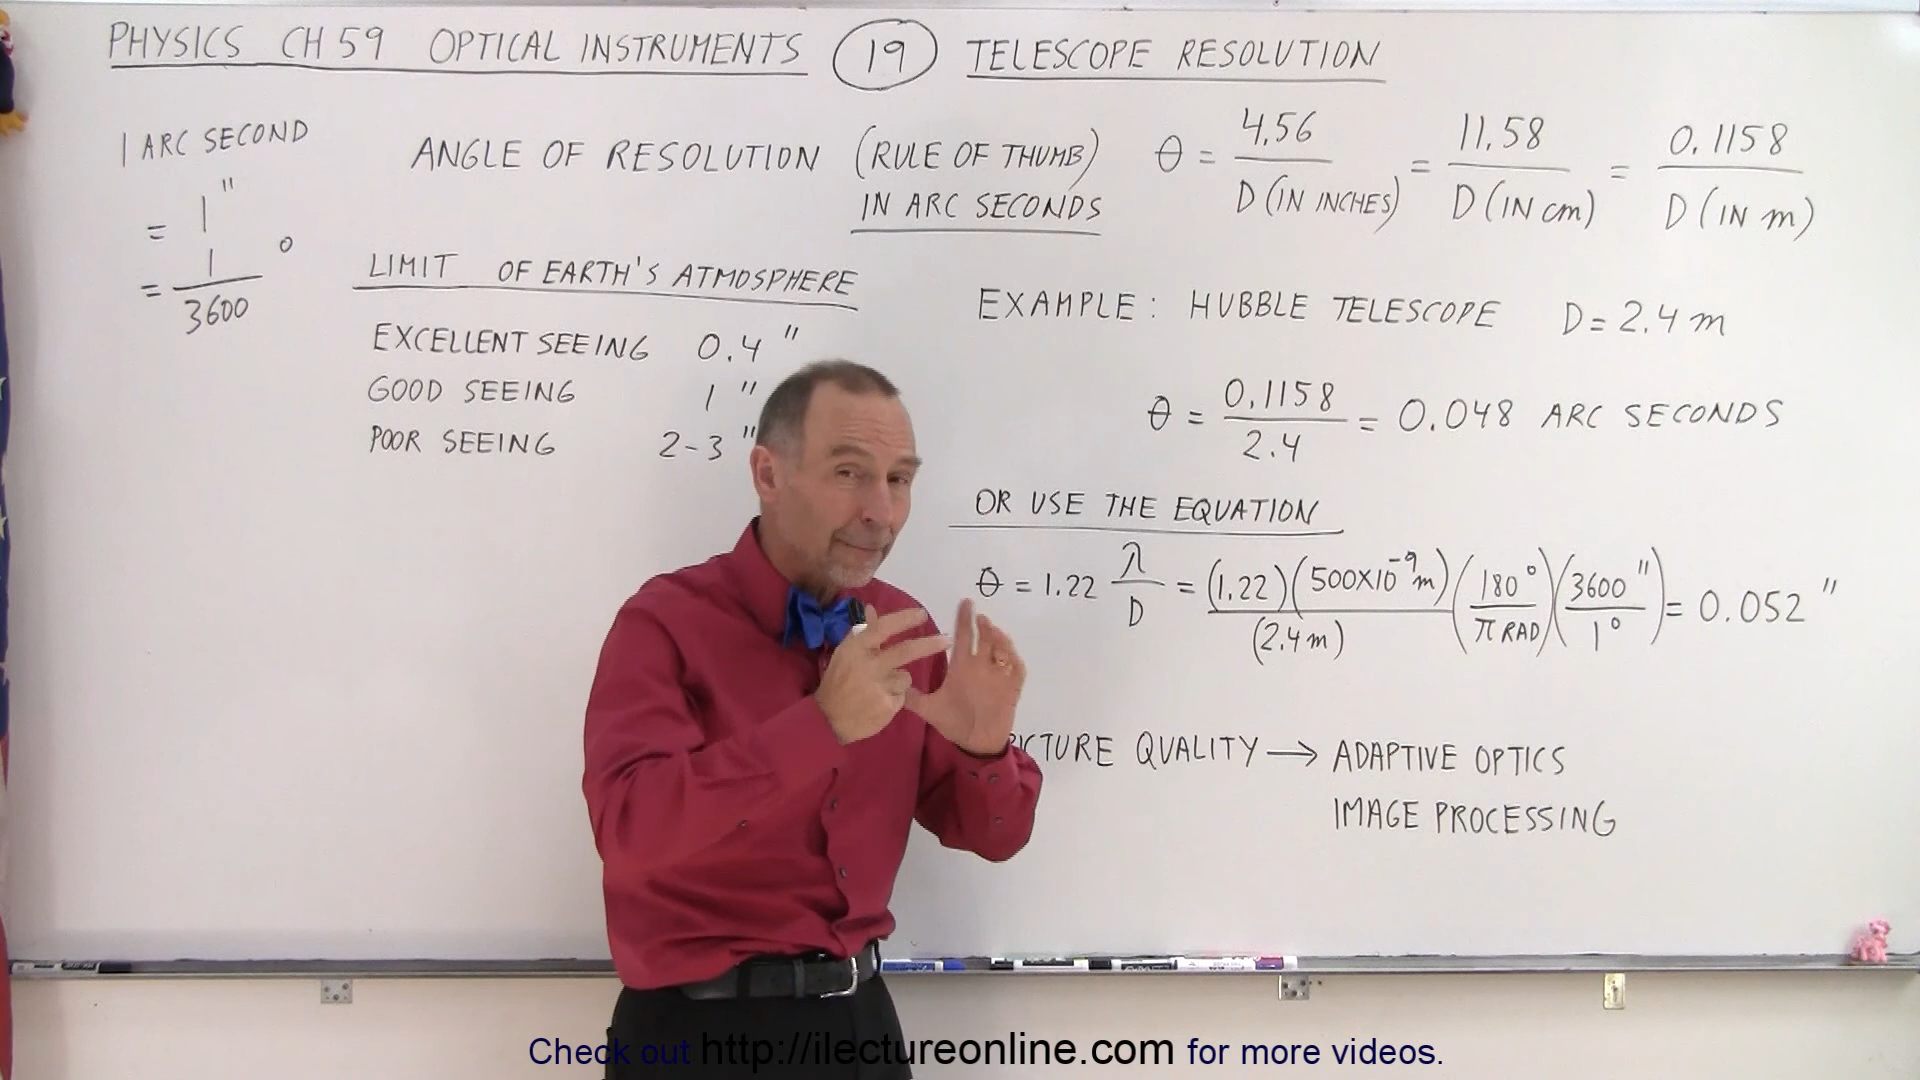 PHYSICS CH 59 OPTICAL INSTRUMENTS (19) TELESCOPE RESOLUTION
1 ARC SECOND
= 1"
= 1/3600 °
ANGLE OF RESOLUTION (RULE OF THUMB)
IN ARC SECONDS
θ = 4.56 / D (IN INCHES) = 11.58 / D (IN cm) = 0.1158 / D (IN m)
LIMIT OF EARTH'S ATMOSPHERE
EXCELLENT SEEING 0.4 "
GOOD SEEING 1 "
POOR SEEING 2-3 "
EXAMPLE: HUBBLE TELESCOPE D = 2.4 m
θ = 0.1158 / 2.4 = 0.048 ARC SECONDS
OR USE THE EQUATION
θ = 1.22 λ / D = (1.22)(500×10⁻⁹ m) / (2.4 m) (180° / π RAD)(3600" / 1°) = 0.052 "
PICTURE QUALITY → ADAPTIVE OPTICS
IMAGE PROCESSING
Check out http://ilectureonline.com for more videos.